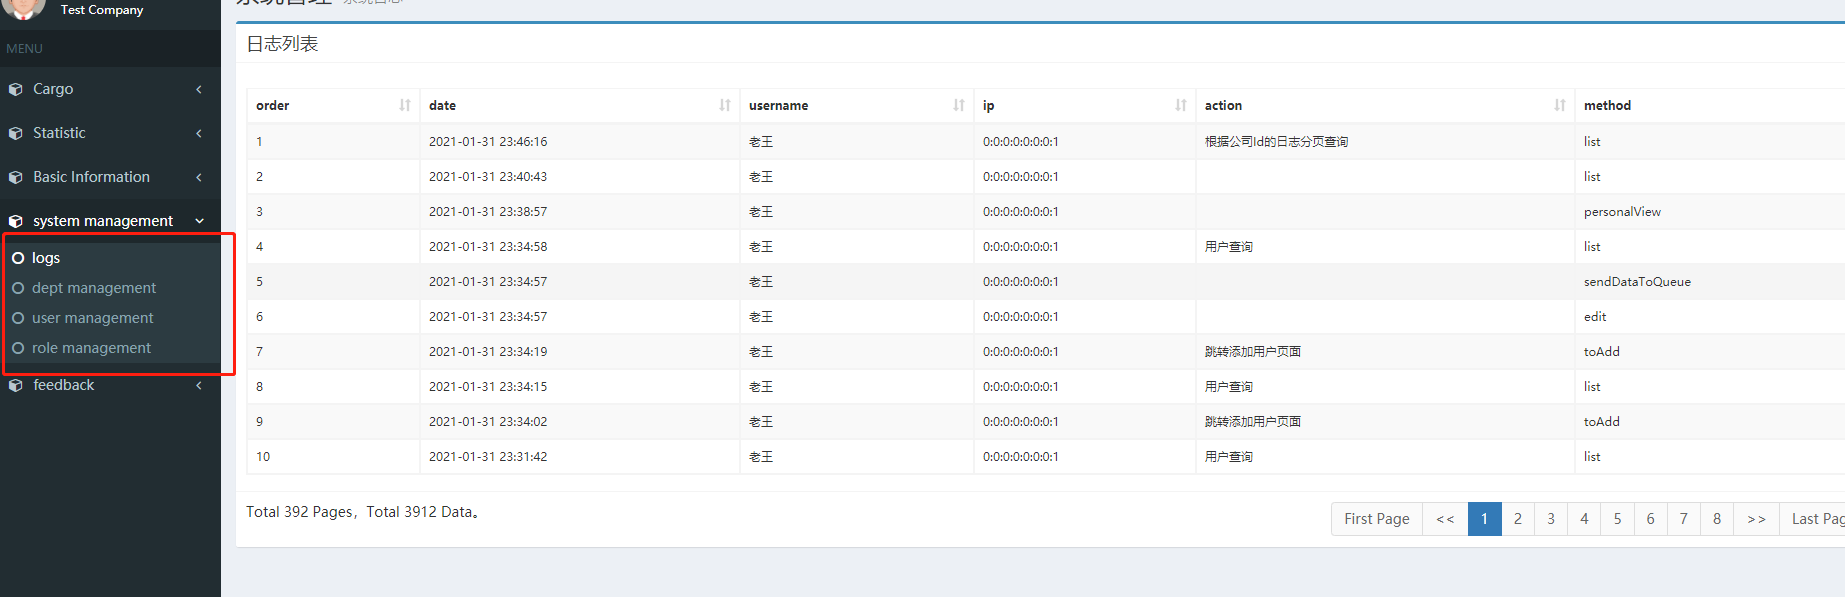 Test Company
MENU
Cargo
Statistic
Basic Information
system management
logs
dept management
user management
role management
feedback
系统管理 系统日志
日志列表
order date username ip action method
1 2021-01-31 23:46:16 老王 0:0:0:0:0:0:0:1 根据公司Id的日志分页查询 list
2 2021-01-31 23:40:43 老王 0:0:0:0:0:0:0:1 list
3 2021-01-31 23:38:57 老王 0:0:0:0:0:0:0:1 personalView
4 2021-01-31 23:34:58 老王 0:0:0:0:0:0:0:1 用户查询 list
5 2021-01-31 23:34:57 老王 0:0:0:0:0:0:0:1 sendDataToQueue
6 2021-01-31 23:34:57 老王 0:0:0:0:0:0:0:1 edit
7 2021-01-31 23:34:19 老王 0:0:0:0:0:0:0:1 跳转添加用户页面 toAdd
8 2021-01-31 23:34:15 老王 0:0:0:0:0:0:0:1 用户查询 list
9 2021-01-31 23:34:02 老王 0:0:0:0:0:0:0:1 跳转添加用户页面 toAdd
10 2021-01-31 23:31:42 老王 0:0:0:0:0:0:0:1 用户查询 list
Total 392 Pages，Total 3912 Data。
First Page << 1 2 3 4 5 6 7 8 >> Last Pag